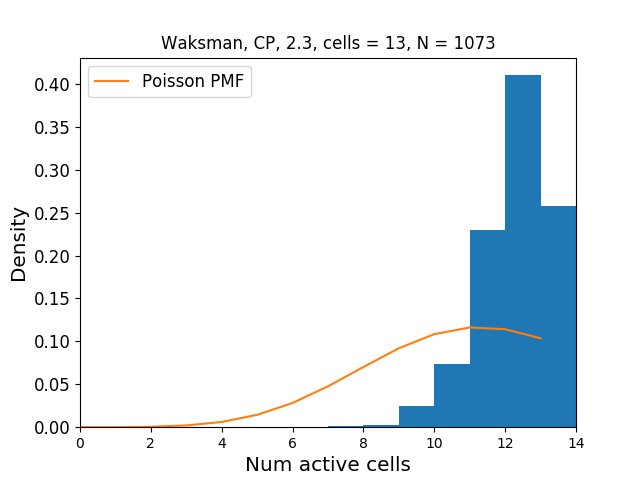 Waksman, CP, 2.3, cells = 13, N = 1073
Poisson PMF
0.40
0.35
0.30
0.25
0.20
0.15
0.10
0.05
0.00
Density
0 2 4 6 8 10 12 14
Num active cells